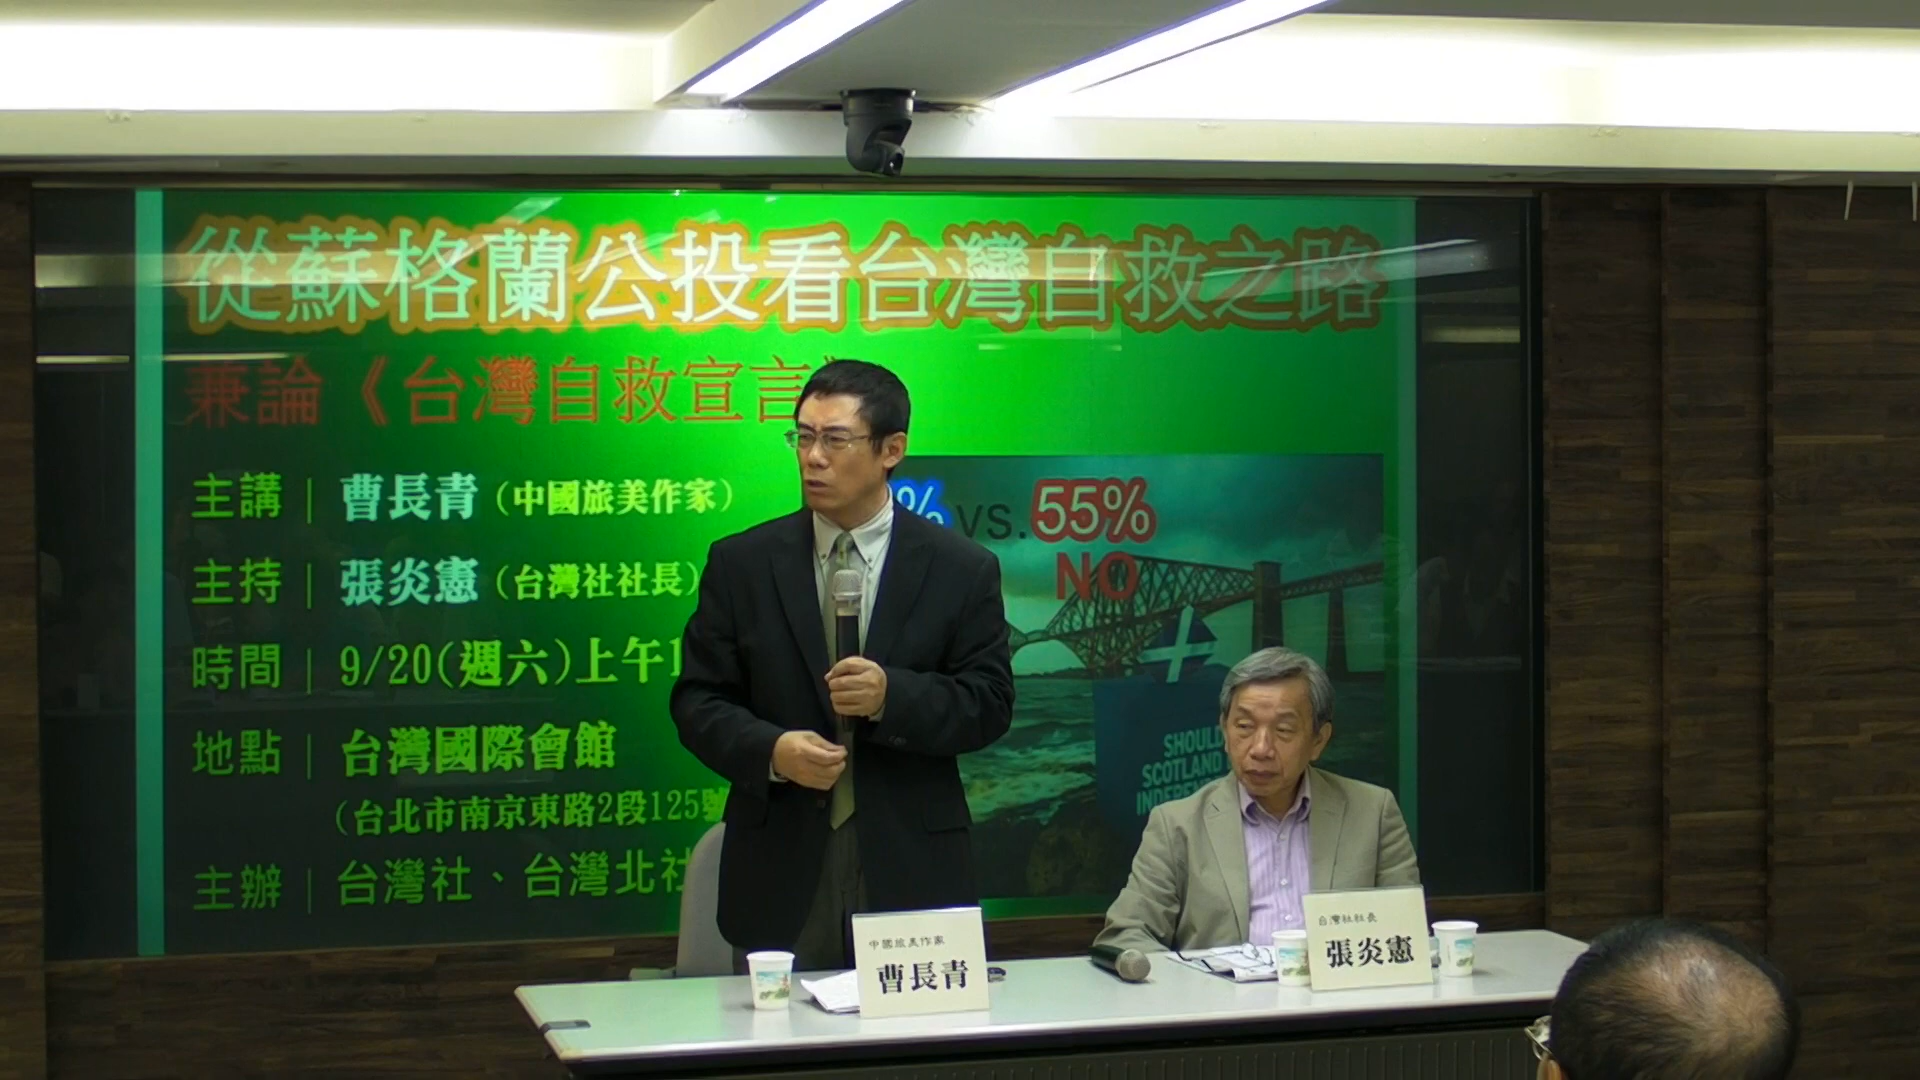 從蘇格蘭公投看台灣自救之路
兼論《台灣自救宣言
主講｜曹長青（中國旅美作家）
主持｜張炎憲（台灣社社長）
時間｜9/20(週六)上午1
地點｜台灣國際會館
（台北市南京東路2段125號
主辦｜台灣社、台灣北社
% vs. 55%
NO
SHOULD
SCOTLAND
中國旅美作家
曹長青
台灣社社長
張炎憲